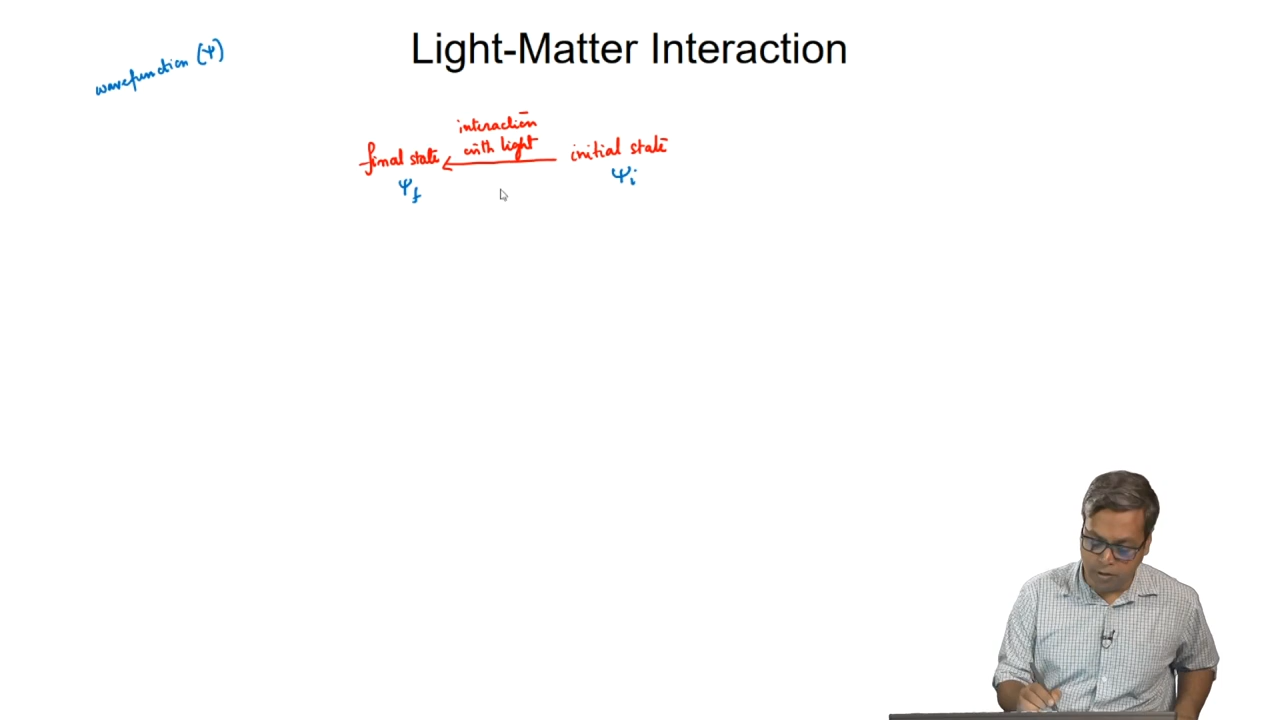 Light-Matter Interaction
wavefunction (Ψ)
interaction
with light
final state
initial state
Ψf
Ψi